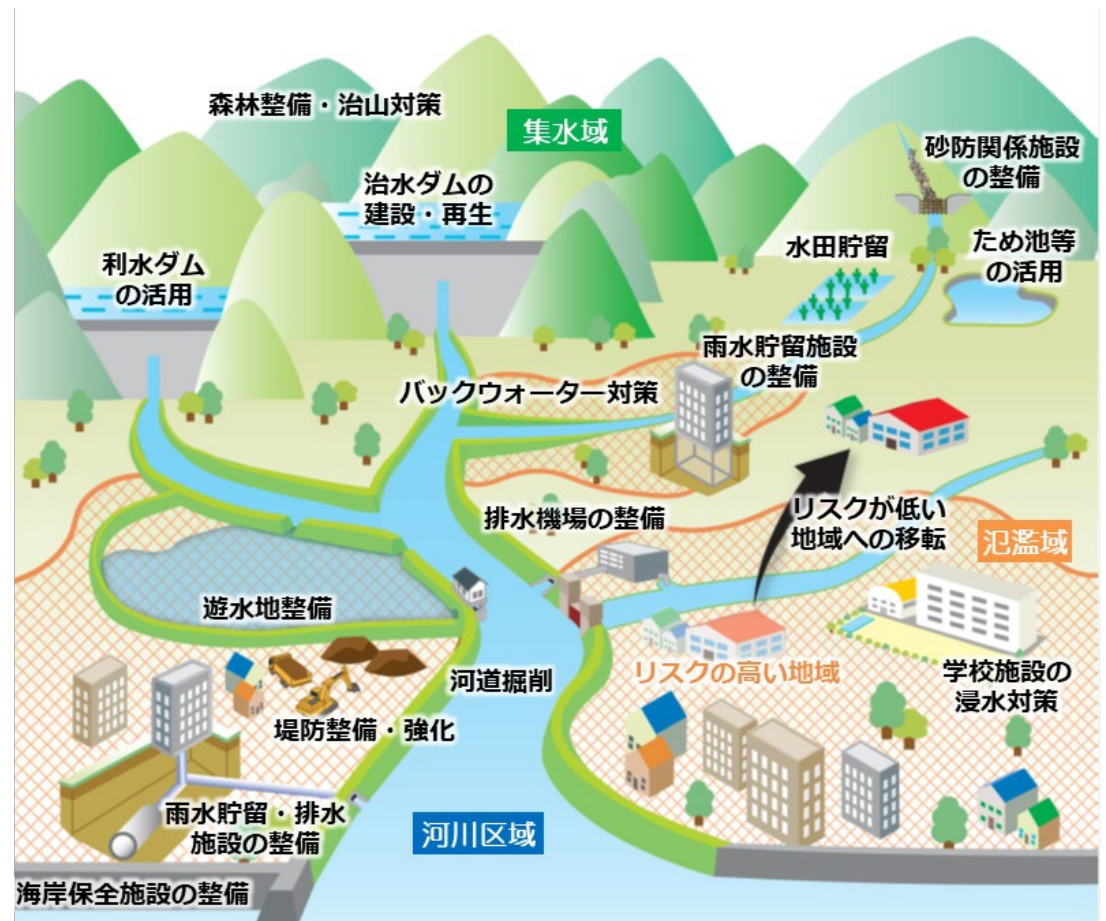 森林整備・治山対策
集水域
砂防関係施設
の整備
治水ダムの
建設・再生
水田貯留
ため池等
の活用
利水ダム
の活用
雨水貯留施設
の整備
バックウォーター対策
排水機場の整備
リスクが低い
地域への移転
氾濫域
遊水地整備
河道掘削
リスクの高い地域
学校施設の
浸水対策
堤防整備・強化
雨水貯留・排水
施設の整備
河川区域
海岸保全施設の整備